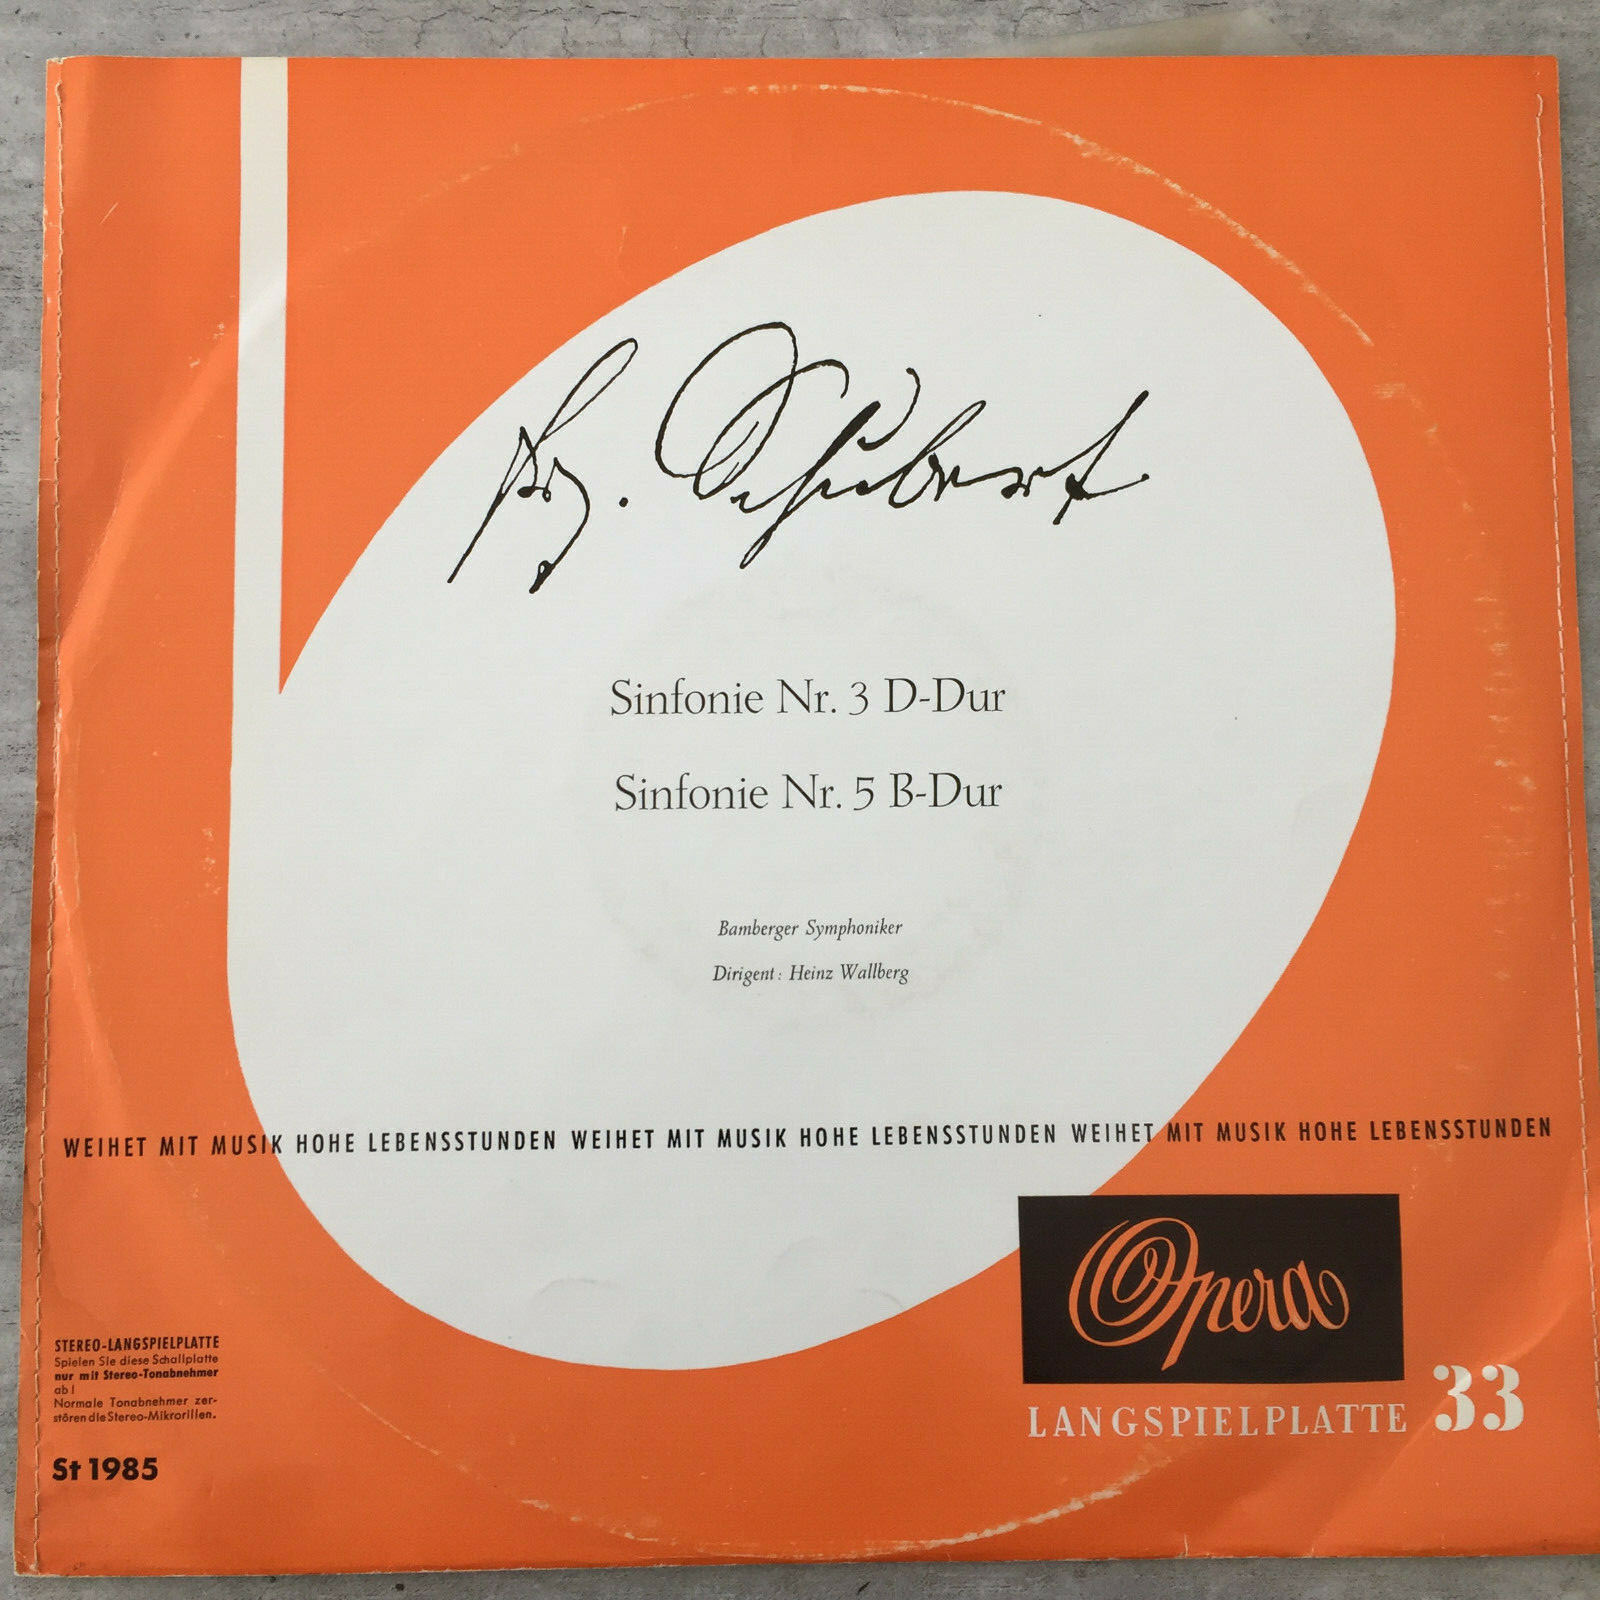 Frz. Schubert
Sinfonie Nr. 3 D-Dur
Sinfonie Nr. 5 B-Dur
Bamberger Symphoniker
Dirigent: Heinz Wallberg
WEIHET MIT MUSIK HOHE LEBENSSTUNDEN WEIHET MIT MUSIK HOHE LEBENSSTUNDEN WEIHET MIT MUSIK HOHE LEBENSSTUNDEN
Opera
LANGSPIELPLATTE 33
STEREO-LANGSPIELPLATTE
Spielen Sie diese Schallplatte
nur mit Stereo-Tonabnehmer
ab!
Normale Tonabnehmer zer-
stören die Stereo-Mikrorillen.
St 1985